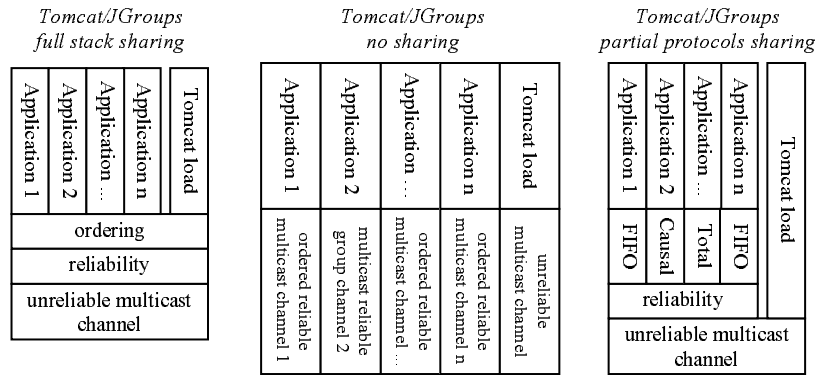 Tomcat/JGroups
full stack sharing
Application 1
Application 2
Application ...
Application n
Tomcat load
ordering
reliability
unreliable multicast
channel
Tomcat/JGroups
no sharing
Application 1
Application 2
Application ...
Application n
Tomcat load
ordered reliable
multicast channel 1
multicast reliable
group channel 2
ordered reliable
multicast channel ...
ordered reliable
multicast channel n
unreliable
multicast channel
Tomcat/JGroups
partial protocols sharing
Application 1
Application 2
Application ...
Application n
Tomcat load
FIFO
Causal
Total
FIFO
reliability
unreliable multicast
channel